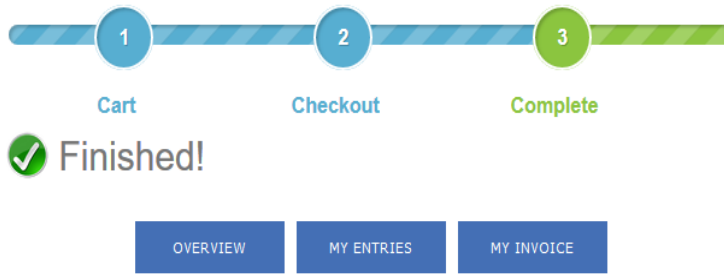 1 2 3
Cart Checkout Complete
Finished!
OVERVIEW MY ENTRIES MY INVOICE